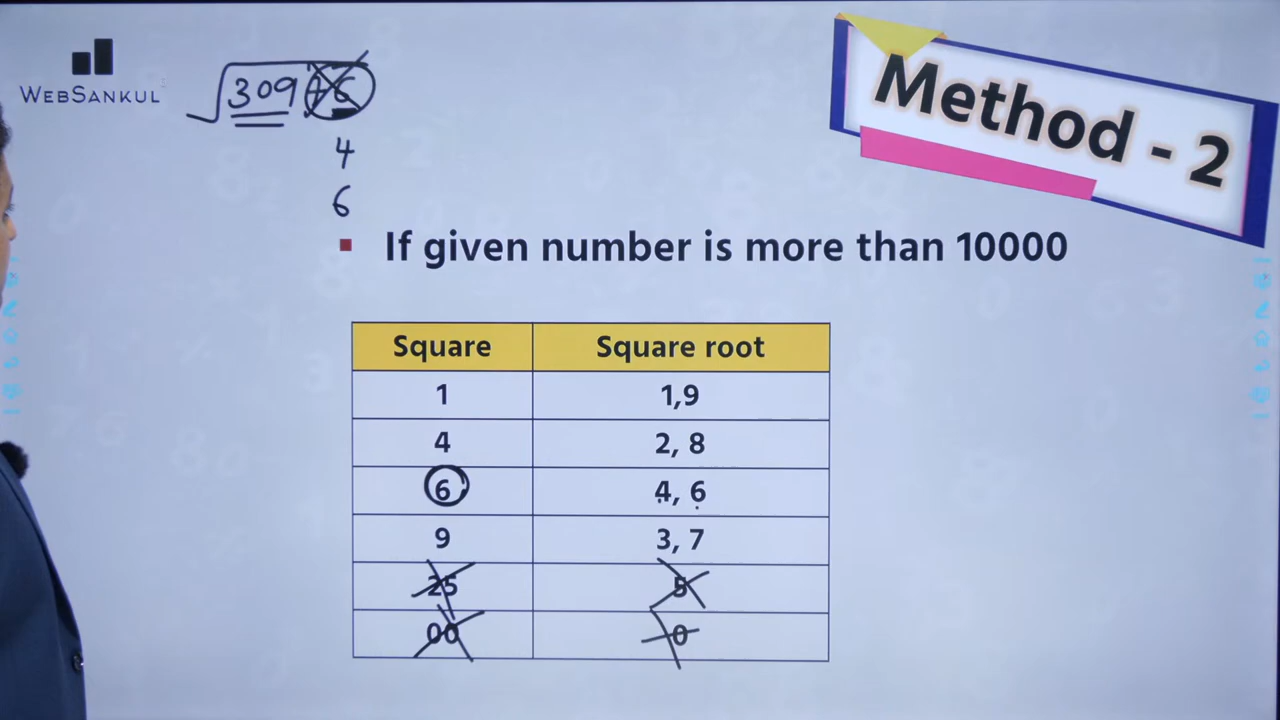 WEBSANKUL
√309
4
6
Method - 2
If given number is more than 10000
Square Square root
1 1,9
4 2, 8
6 4, 6
9 3, 7
25 5
00 0